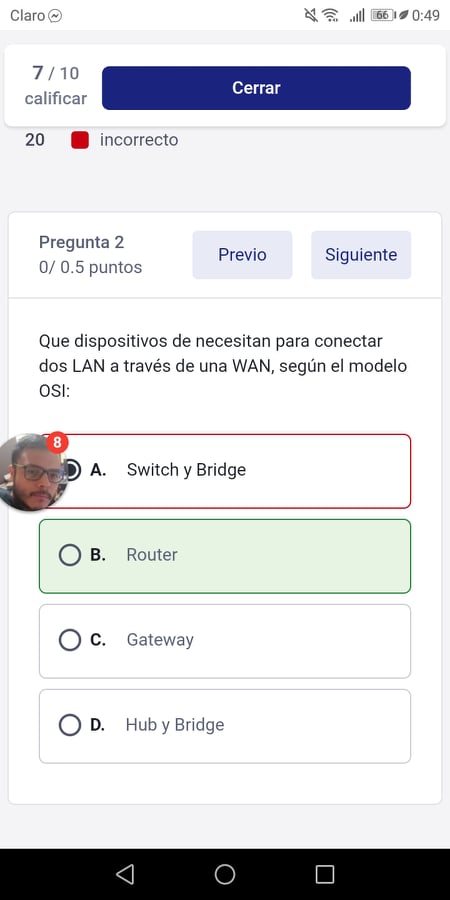 Claro 66 0:49
7 / 10
calificar
Cerrar
20 incorrecto
Pregunta 2
0/ 0.5 puntos
Previo
Siguiente
Que dispositivos de necesitan para conectar
dos LAN a través de una WAN, según el modelo
OSI:
8
A. Switch y Bridge
B. Router
C. Gateway
D. Hub y Bridge